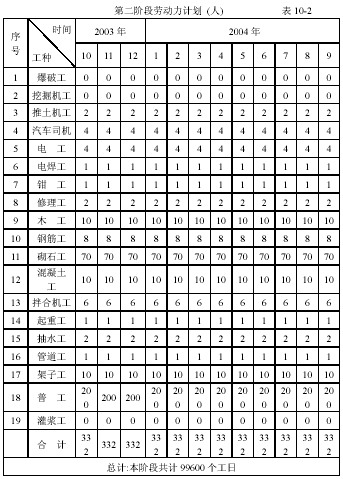 第二阶段劳动力计划 (人) 表 10-2
序号 时间 工种 2003 年 2004 年
10 11 12 1 2 3 4 5 6 7 8 9
1 爆破工 0 0 0 0 0 0 0 0 0 0 0 0
2 挖掘机工 0 0 0 0 0 0 0 0 0 0 0 0
3 推土机工 2 2 2 2 2 2 2 2 2 2 2 2
4 汽车司机 4 4 4 4 4 4 4 4 4 4 4 4
5 电 工 4 4 4 4 4 4 4 4 4 4 4 4
6 电焊工 1 1 1 1 1 1 1 1 1 1 1 1
7 钳 工 1 1 1 1 1 1 1 1 1 1 1 1
8 修理工 2 2 2 2 2 2 2 2 2 2 2 2
9 木 工 10 10 10 10 10 10 10 10 10 10 10 10
10 钢筋工 8 8 8 8 8 8 8 8 8 8 8 8
11 砌石工 70 70 70 70 70 70 70 70 70 70 70 70
12 混凝土工 10 10 10 10 10 10 10 10 10 10 10 10
13 拌合机工 6 6 6 6 6 6 6 6 6 6 6 6
14 起重工 1 1 1 1 1 1 1 1 1 1 1 1
15 抽水工 2 2 2 2 2 2 2 2 2 2 2 2
16 管道工 1 1 1 1 1 1 1 1 1 1 1 1
17 架子工 10 10 10 10 10 10 10 10 10 10 10 10
18 普 工 200 200 200 200 200 200 200 200 200 200 200 200
19 灌浆工 0 0 0 0 0 0 0 0 0 0 0 0
合 计 332 332 332 332 332 332 332 332 332 332 332 332
总计:本阶段共计 99600 个工日